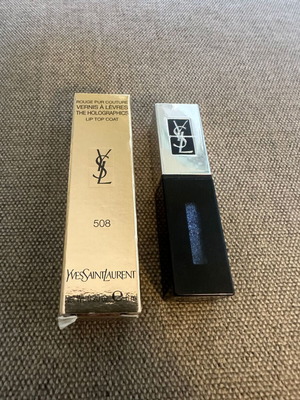 ROUGE PUR COUTURE
VERNIS À LÈVRES
THE HOLOGRAPHICS
LIP TOP COAT
YSL
508
YVESSAINTLAURENT
YSL